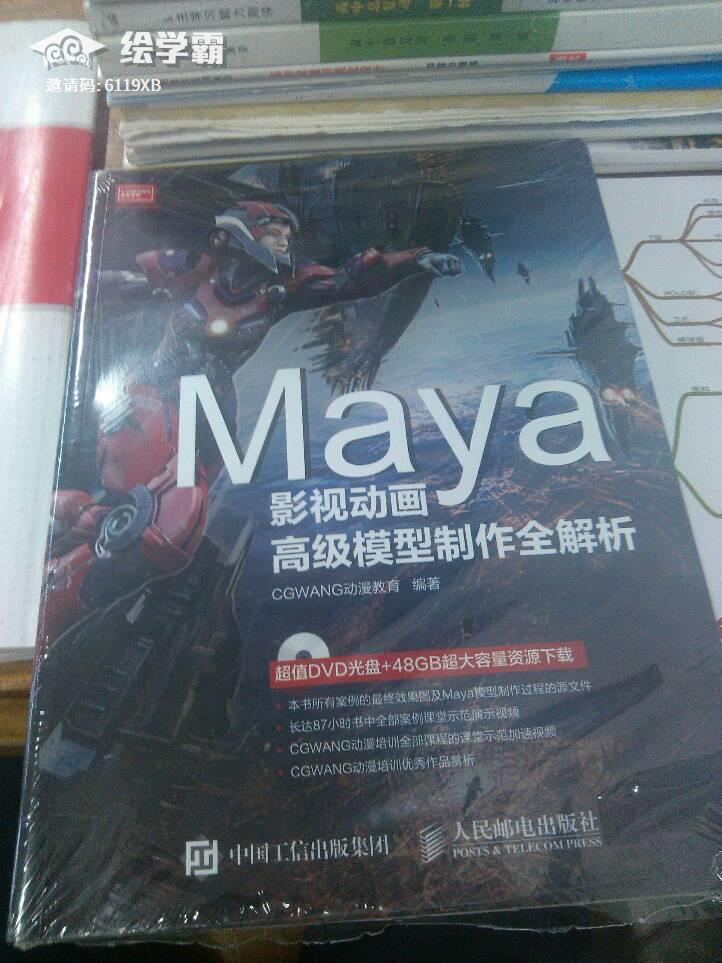 绘学霸
邀请码:6119XB
CGWANG
Maya
影视动画
高级模型制作全解析
CGWANG动漫教育 编著
超值DVD光盘+48GB超大容量资源下载
本书所有案例的最终效果图及Maya模型制作过程的源文件
长达87小时书中全部案例课堂示范演示视频
CGWANG动漫培训全部课程的课堂示范加速视频
CGWANG动漫培训优秀作品赏析
中国工信出版集团
人民邮电出版社
POSTS & TELECOM PRESS